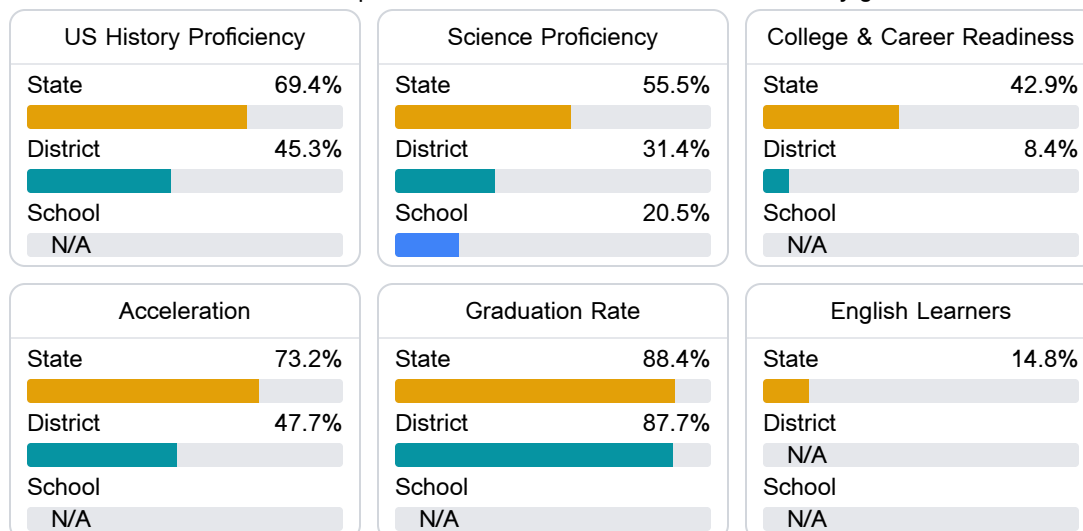 US History Proficiency
State 69.4%
District 45.3%
School
N/A
Science Proficiency
State 55.5%
District 31.4%
School 20.5%
College & Career Readiness
State 42.9%
District 8.4%
School
N/A
Acceleration
State 73.2%
District 47.7%
School
N/A
Graduation Rate
State 88.4%
District 87.7%
School
N/A
English Learners
State 14.8%
District
N/A
School
N/A